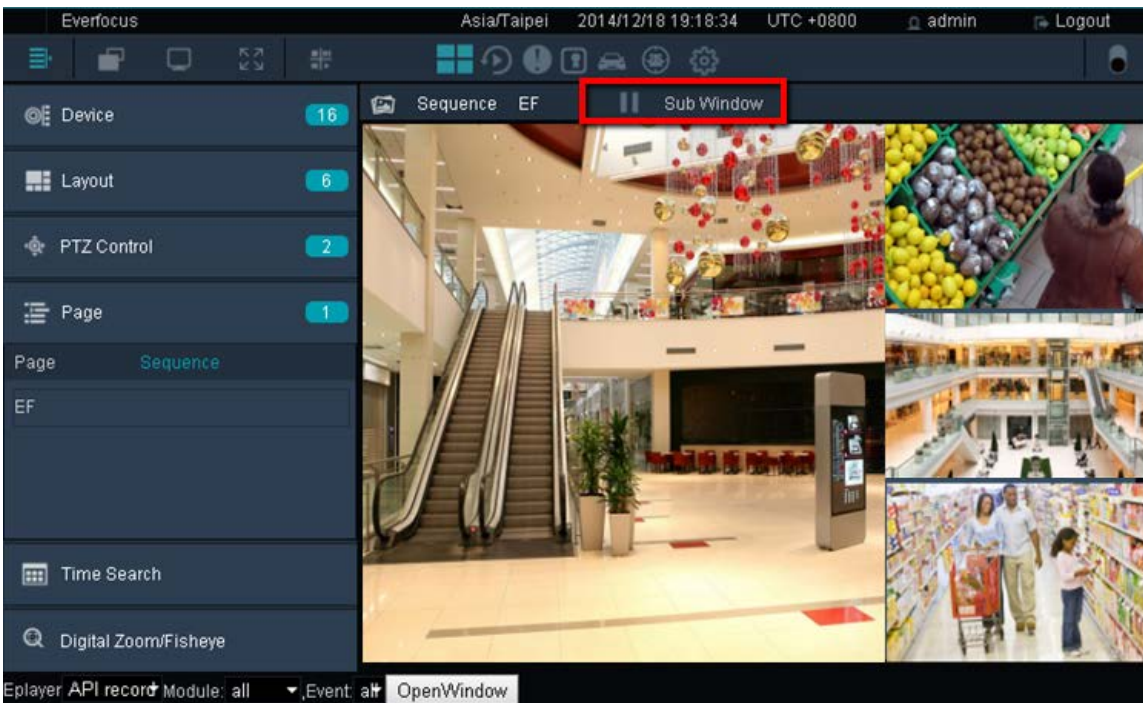 Everfocus Asia/Taipei 2014/12/18 19:18:34 UTC +0800 admin Logout
Device 16
Sequence EF Sub Window
Layout 6
PTZ Control 2
Page 1
Page Sequence
EF
Time Search
Digital Zoom/Fisheye
Eplayer API record Module: all ,Event: all OpenWindow